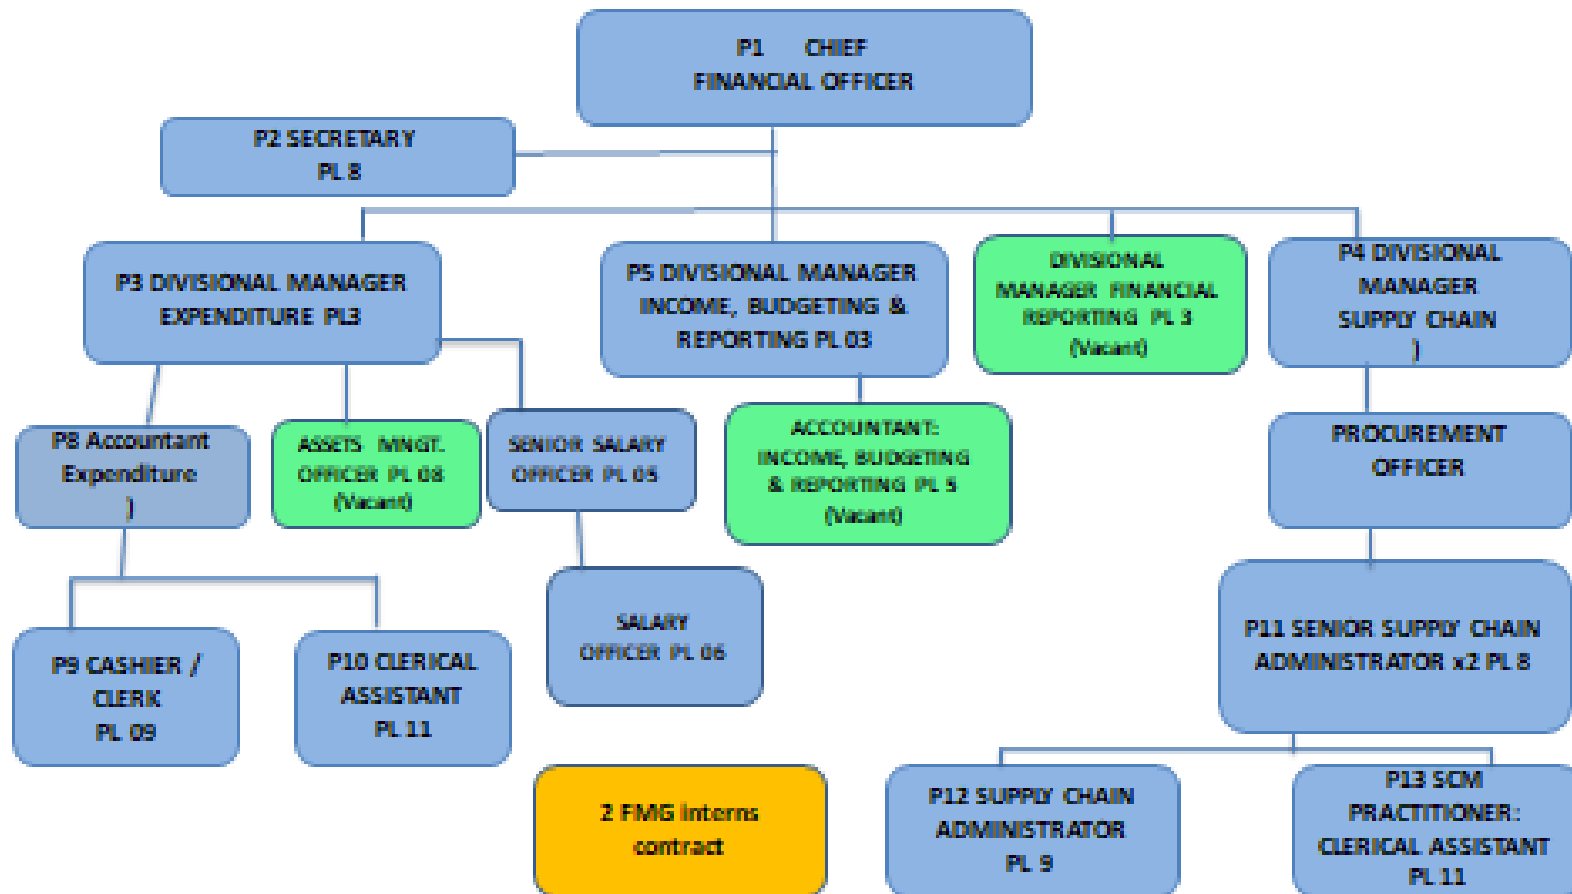 P1 CHIEF
FINANCIAL OFFICER
P2 SECRETARY
PL 8
P3 DIVISIONAL MANAGER
EXPENDITURE PL3
P5 DIVISIONAL MANAGER
INCOME, BUDGETING &
REPORTING PL 03
DIVISIONAL
MANAGER FINANCIAL
REPORTING PL 3
(Vacant)
P4 DIVISIONAL
MANAGER
SUPPLY CHAIN
)
P8 Accountant
Expenditure
)
ASSETS MNGT.
OFFICER PL 08
(Vacant)
SENIOR SALARY
OFFICER PL 05
ACCOUNTANT:
INCOME, BUDGETING
& REPORTING PL 5
(Vacant)
PROCUREMENT
OFFICER
P9 CASHIER /
CLERK
PL 09
P10 CLERICAL
ASSISTANT
PL 11
SALARY
OFFICER PL 06
P11 SENIOR SUPPLY CHAIN
ADMINISTRATOR x2 PL 8
2 FMG interns
contract
P12 SUPPLY CHAIN
ADMINISTRATOR
PL 9
P13 SCM
PRACTITIONER:
CLERICAL ASSISTANT
PL 11